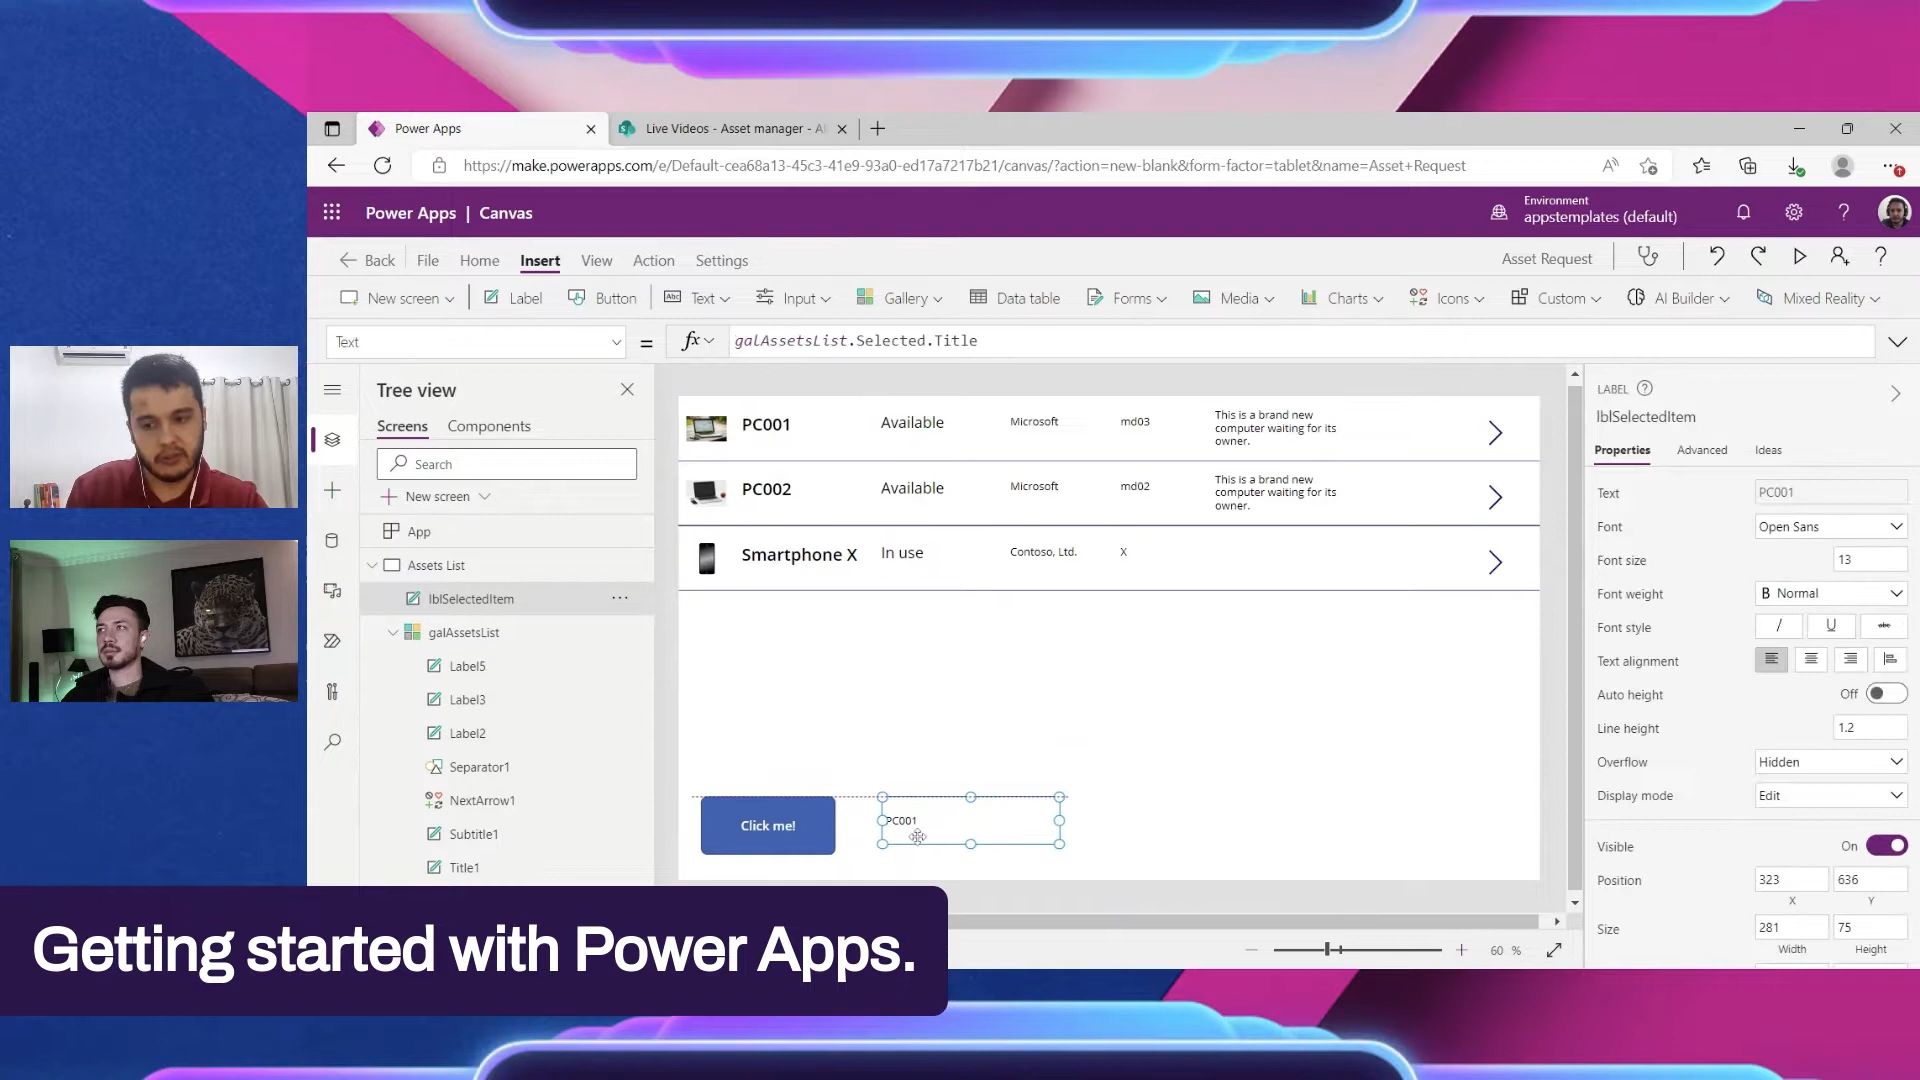 Power Apps
Live Videos - Asset manager - Al
https://make.powerapps.com/e/Default-cea68a13-45c3-41e9-93a0-ed17a7217b21/canvas/?action=new-blank&form-factor=tablet&name=Asset+Request
Power Apps | Canvas
Environment
appstemplates (default)
Back File Home Insert View Action Settings
Asset Request
New screen Label Button Text Input Gallery Data table Forms Media Charts Icons Custom AI Builder Mixed Reality
Text = fx galAssetsList.Selected.Title
Tree view
Screens Components
Search
New screen
App
Assets List
lblSelectedItem
galAssetsList
Label5
Label3
Label2
Separator1
NextArrow1
Subtitle1
Title1
PC001 Available Microsoft md03
This is a brand new
computer waiting for its
owner.
PC002 Available Microsoft md02
This is a brand new
computer waiting for its
owner.
Smartphone X In use Contoso, Ltd. X
Click me!
PC001
60 %
LABEL
lblSelectedItem
Properties Advanced Ideas
Text PC001
Font Open Sans
Font size 13
Font weight B Normal
Font style / U abc
Text alignment
Auto height Off
Line height 1.2
Overflow Hidden
Display mode Edit
Visible On
Position 323 636
X Y
Size 281 75
Width Height
Getting started with Power Apps.